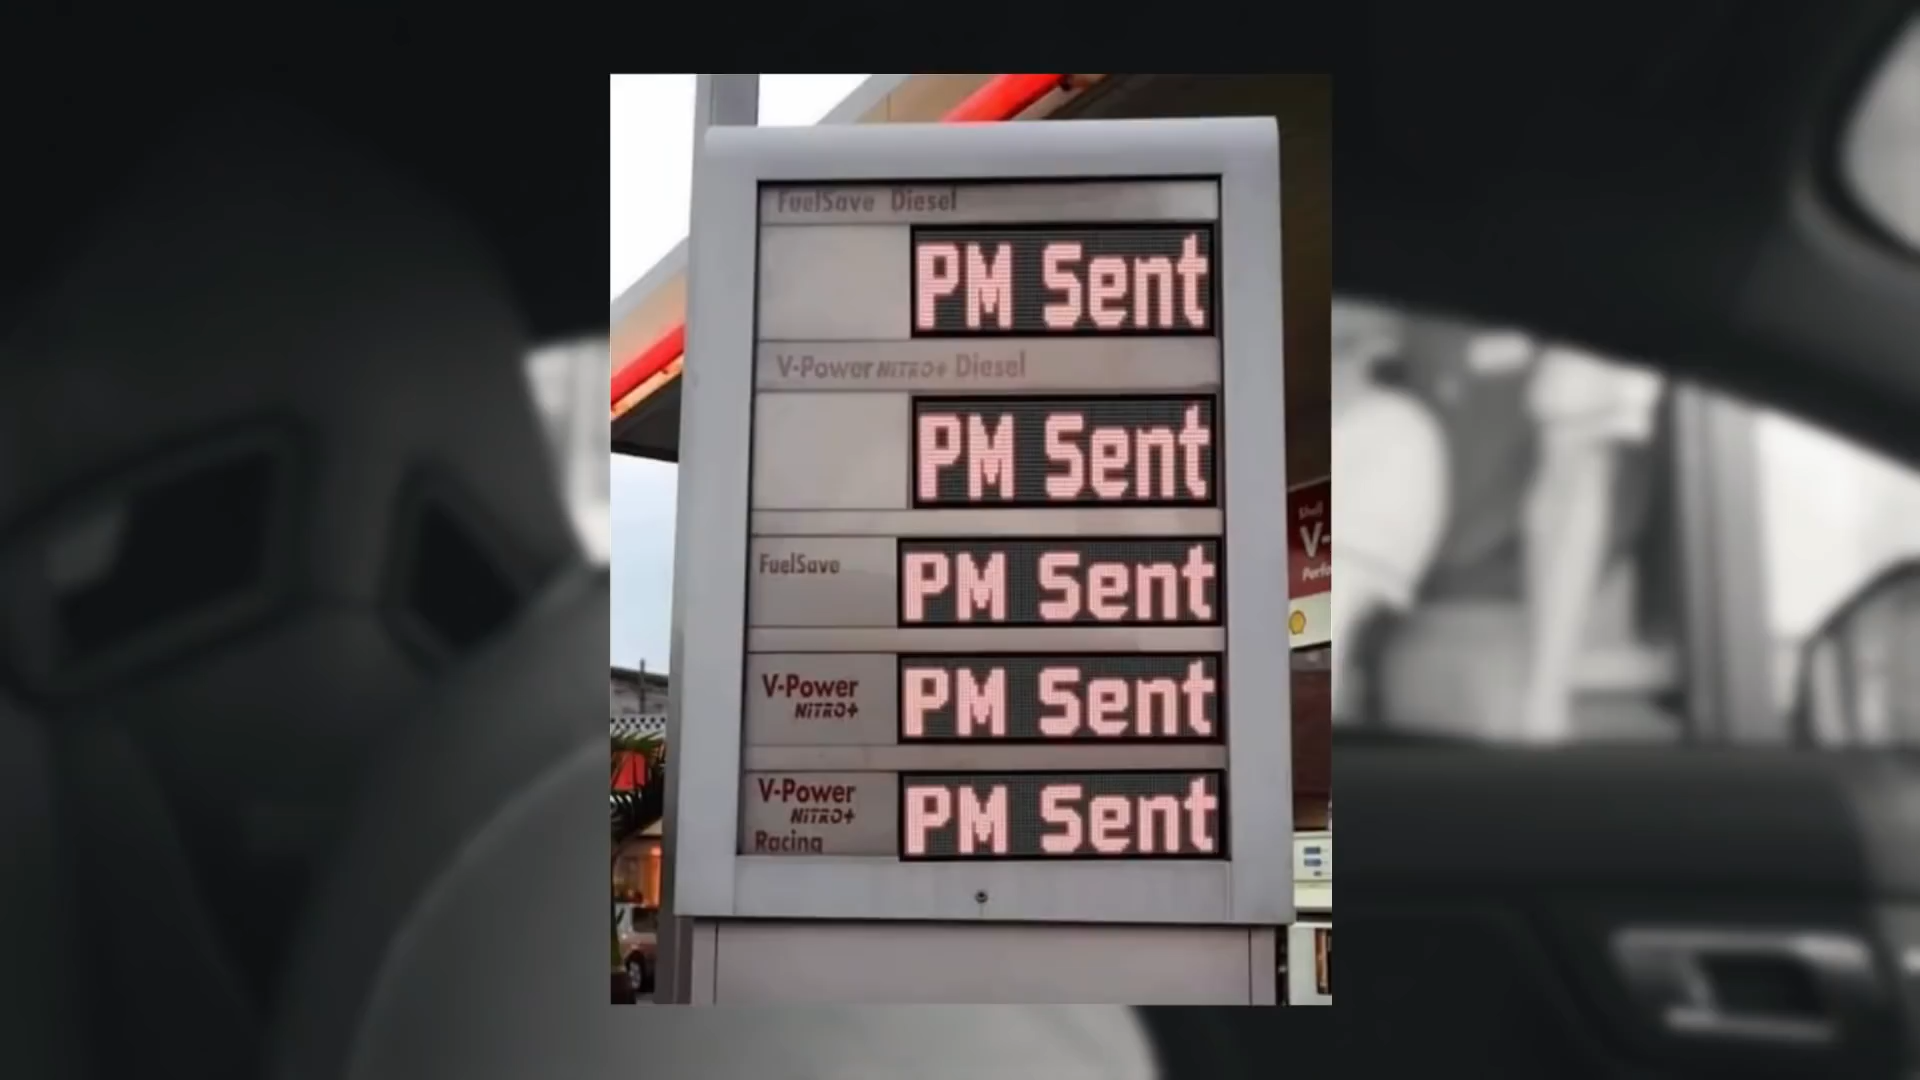 FuelSave Diesel
PM Sent
V-Power NiTRO+ Diesel
PM Sent
FuelSave
PM Sent
V-Power
NiTRO+
PM Sent
V-Power
NiTRO+
Racing
PM Sent
Shell
V-